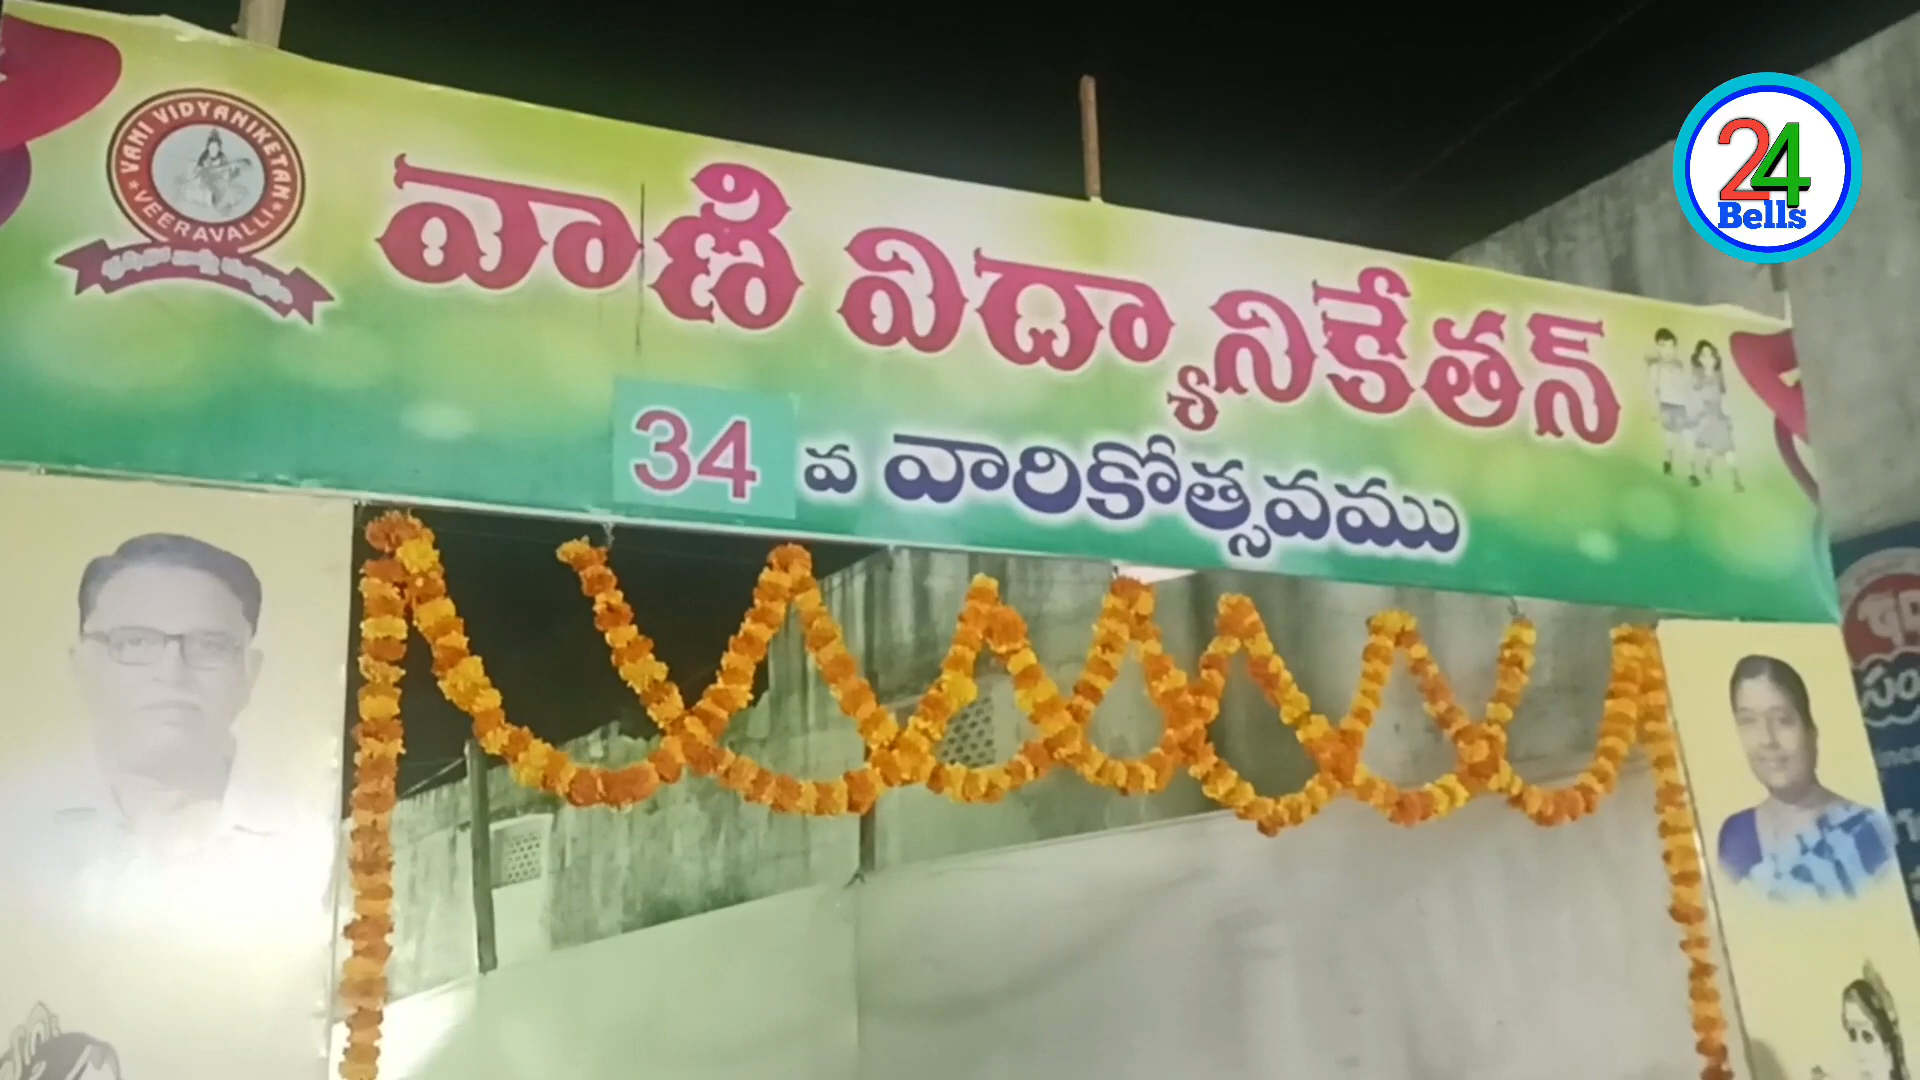 VANI VIDYANIKETAN
VEERAVALLI
వాణి విద్యానికేతన్
34 వ వారికోత్సవము
24
Bells